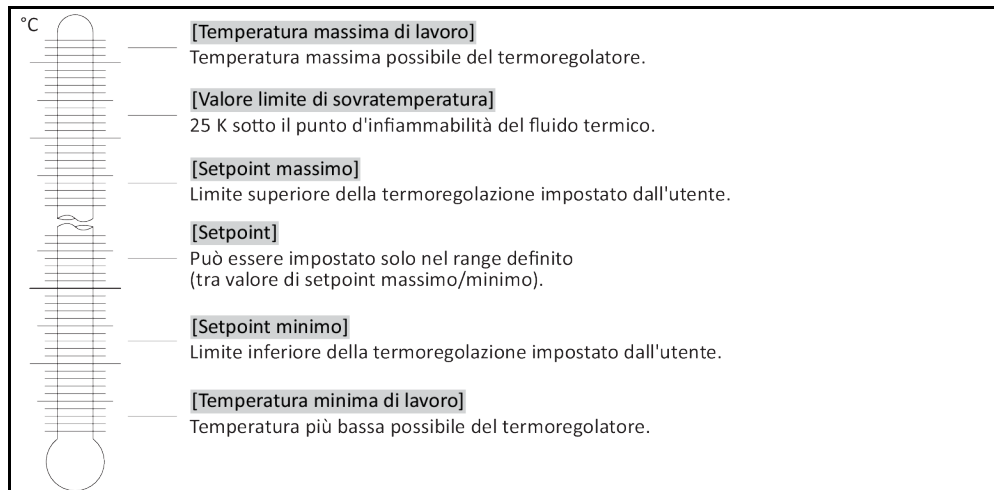 °C
[Temperatura massima di lavoro]
Temperatura massima possibile del termoregolatore.
[Valore limite di sovratemperatura]
25 K sotto il punto d'infiammabilità del fluido termico.
[Setpoint massimo]
Limite superiore della termoregolazione impostato dall'utente.
[Setpoint]
Può essere impostato solo nel range definito
(tra valore di setpoint massimo/minimo).
[Setpoint minimo]
Limite inferiore della termoregolazione impostato dall'utente.
[Temperatura minima di lavoro]
Temperatura più bassa possibile del termoregolatore.